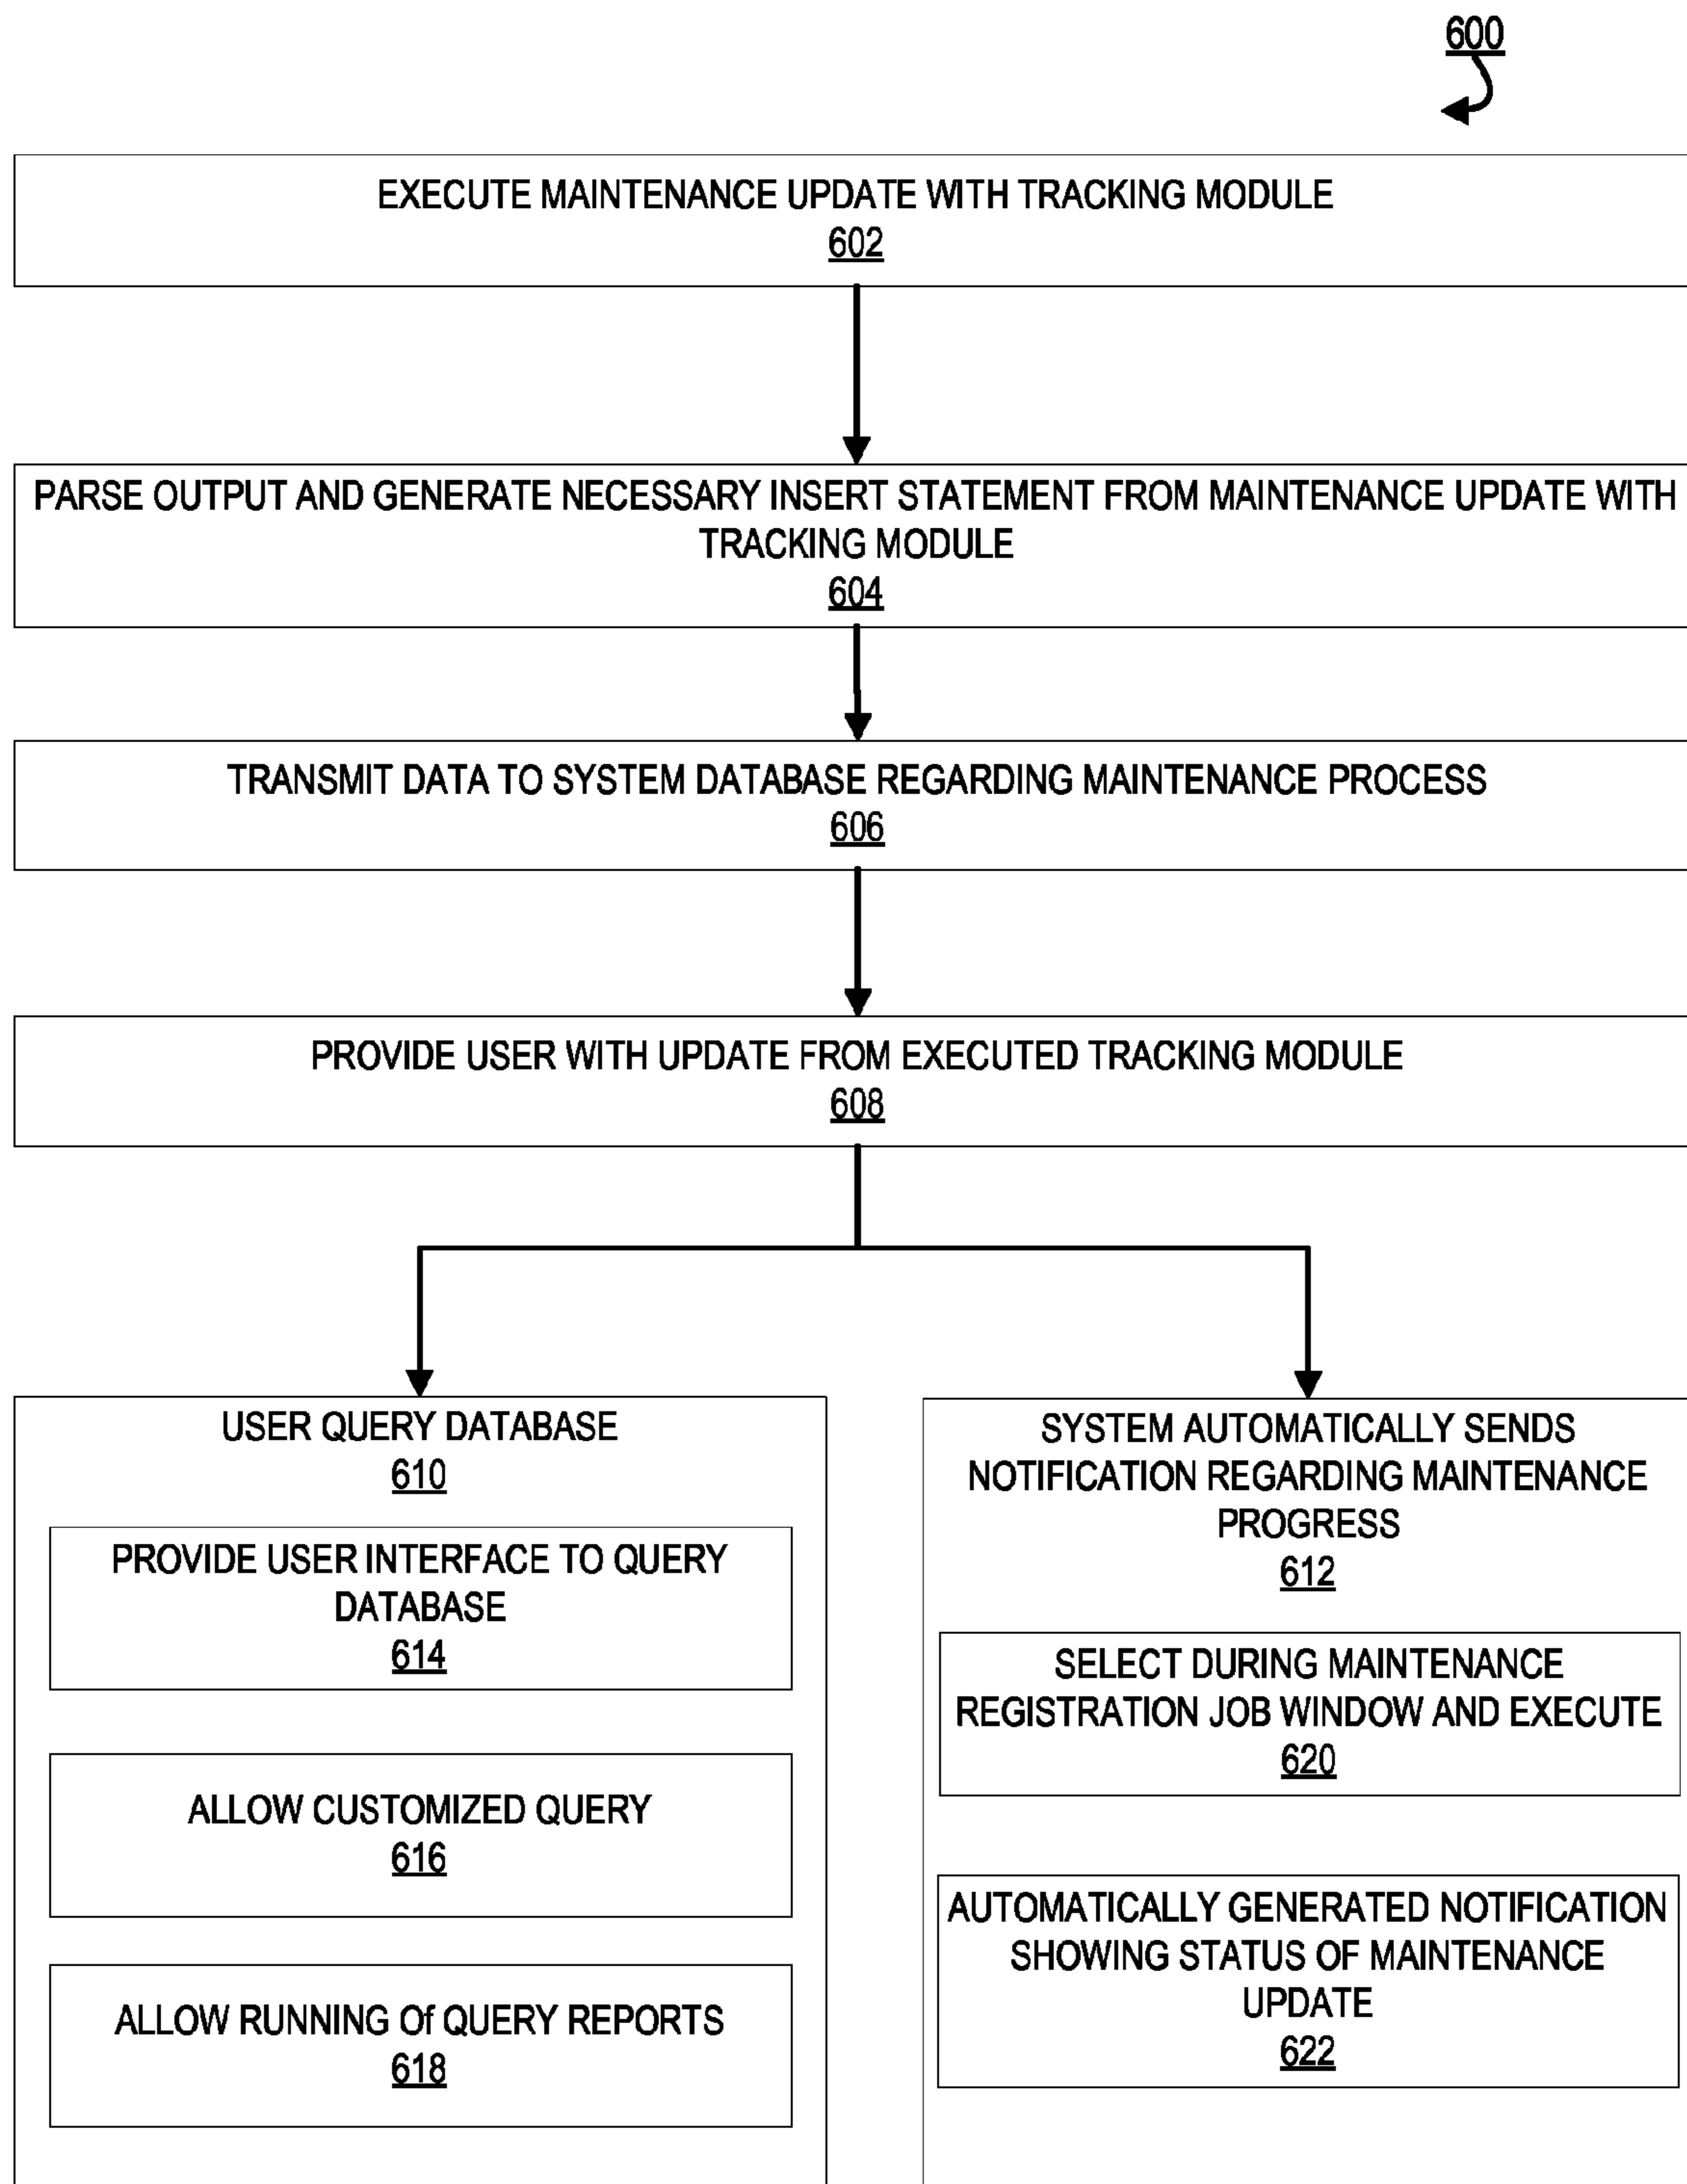 600
EXECUTE MAINTENANCE UPDATE WITH TRACKING MODULE
602
PARSE OUTPUT AND GENERATE NECESSARY INSERT STATEMENT FROM MAINTENANCE UPDATE WITH
TRACKING MODULE
604
TRANSMIT DATA TO SYSTEM DATABASE REGARDING MAINTENANCE PROCESS
606
PROVIDE USER WITH UPDATE FROM EXECUTED TRACKING MODULE
608
USER QUERY DATABASE
610
PROVIDE USER INTERFACE TO QUERY
DATABASE
614
ALLOW CUSTOMIZED QUERY
616
ALLOW RUNNING Of QUERY REPORTS
618
SYSTEM AUTOMATICALLY SENDS
NOTIFICATION REGARDING MAINTENANCE
PROGRESS
612
SELECT DURING MAINTENANCE
REGISTRATION JOB WINDOW AND EXECUTE
620
AUTOMATICALLY GENERATED NOTIFICATION
SHOWING STATUS OF MAINTENANCE
UPDATE
622